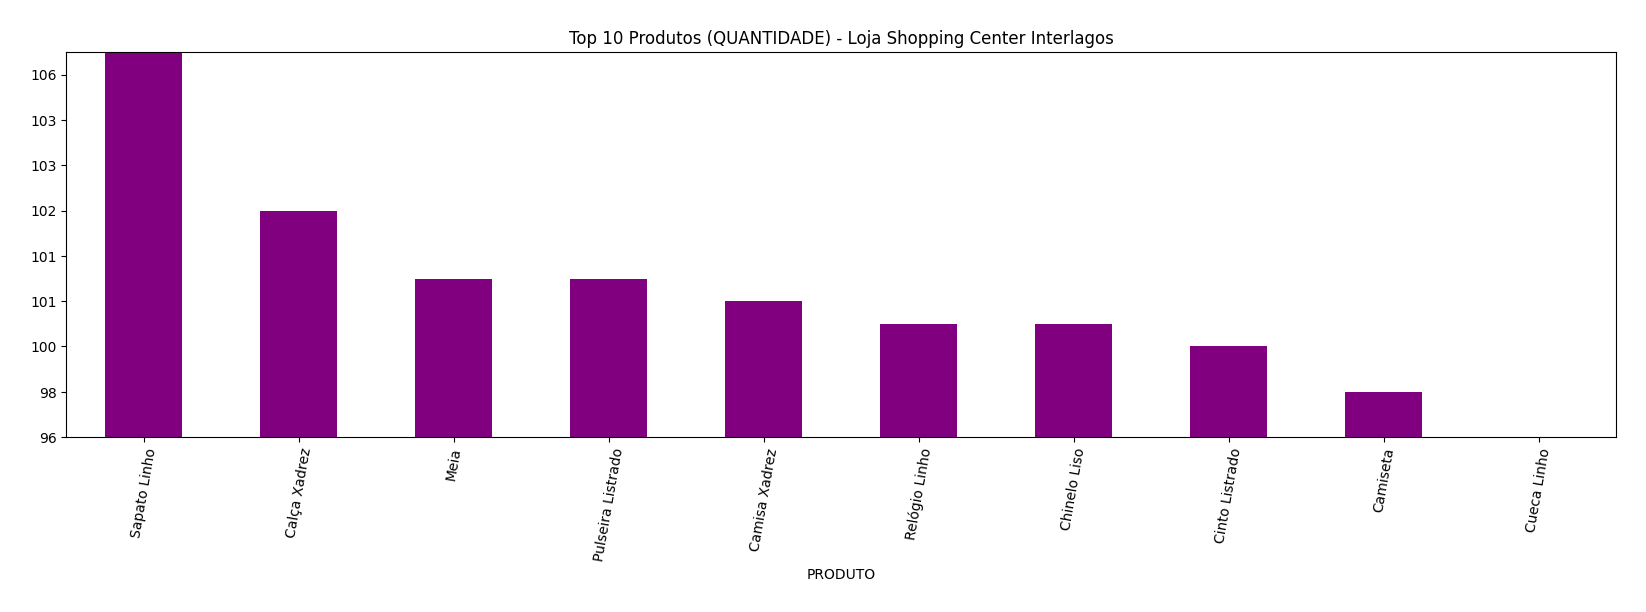 Top 10 Produtos (QUANTIDADE) - Loja Shopping Center Interlagos
106
103
103
102
101
101
100
98
96
Sapato Linho
Calça Xadrez
Meia
Pulseira Listrado
Camisa Xadrez
Relógio Linho
Chinelo Liso
Cinto Listrado
Camiseta
Cueca Linho
PRODUTO